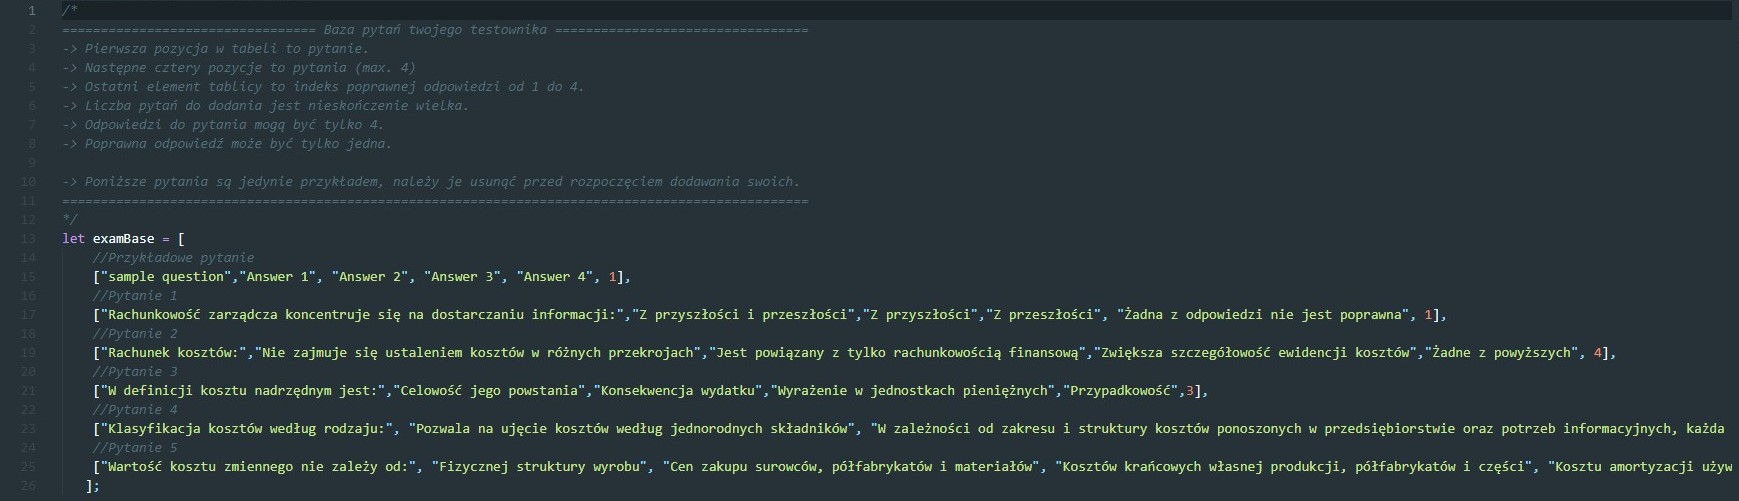 1 /*
2 ================================= Baza pytań twojego testownika =================================
3 -> Pierwsza pozycja w tabeli to pytanie.
4 -> Następne cztery pozycje to pytania (max. 4)
5 -> Ostatni element tablicy to indeks poprawnej odpowiedzi od 1 do 4.
6 -> Liczba pytań do dodania jest nieskończenie wielka.
7 -> Odpowiedzi do pytania mogą być tylko 4.
8 -> Poprawna odpowiedź może być tylko jedna.
9
10 -> Poniższe pytania są jedynie przykładem, należy je usunąć przed rozpoczęciem dodawania swoich.
11 =================================================================================================
12 */
13 let examBase = [
14 //Przykładowe pytanie
15 ["sample question","Answer 1", "Answer 2", "Answer 3", "Answer 4", 1],
16 //Pytanie 1
17 ["Rachunkowość zarządcza koncentruje się na dostarczaniu informacji:","Z przyszłości i przeszłości","Z przyszłości","Z przeszłości", "Żadna z odpowiedzi nie jest poprawna", 1],
18 //Pytanie 2
19 ["Rachunek kosztów:","Nie zajmuje się ustaleniem kosztów w różnych przekrojach","Jest powiązany z tylko rachunkowością finansową","Zwiększa szczegółowość ewidencji kosztów","Żadne z powyższych", 4],
20 //Pytanie 3
21 ["W definicji kosztu nadrzędnym jest:","Celowość jego powstania","Konsekwencja wydatku","Wyrażenie w jednostkach pieniężnych","Przypadkowość",3],
22 //Pytanie 4
23 ["Klasyfikacja kosztów według rodzaju:", "Pozwala na ujęcie kosztów według jednorodnych składników", "W zależności od zakresu i struktury kosztów ponoszonych w przedsiębiorstwie oraz potrzeb informacyjnych, każda
24 //Pytanie 5
25 ["Wartość kosztu zmiennego nie zależy od:", "Fizycznej struktury wyrobu", "Cen zakupu surowców, półfabrykatów i materiałów", "Kosztów krańcowych własnej produkcji, półfabrykatów i części", "Kosztu amortyzacji używ
26 ];